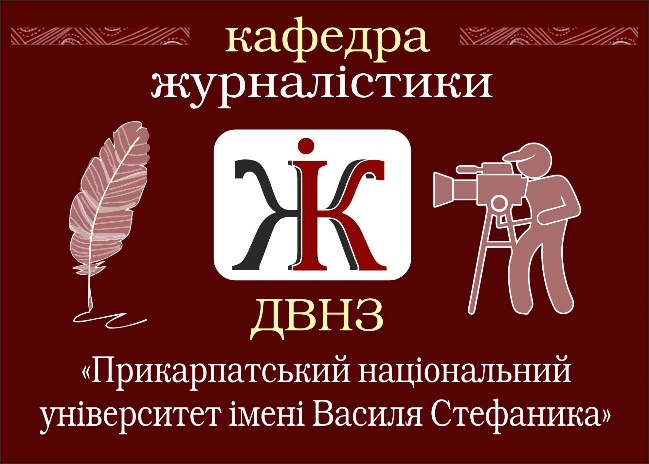 кафедра
журналістики
ЖК
ДВНЗ
«Прикарпатський національний
університет імені Василя Стефаника»